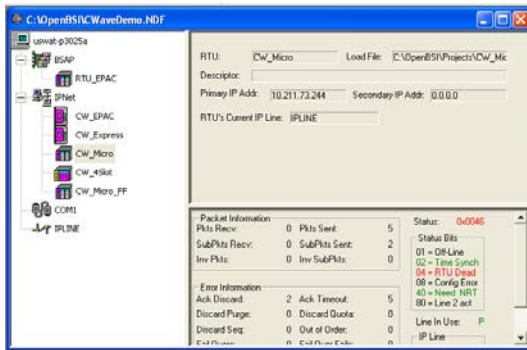 C:\OpenBSI\CWaveDemo.NDF
uswat-p3025a
BSAP
RTU_EPAC
IPNet
CW_EPAC
CW_Express
CW_Micro
CW_4Slot
CW_Micro_FF
COM1
IPLINE
RTU: CW_Micro Load File: C:\OpenBSI\Projects\CW_Mic
Descriptor:
Primary IP Addr: 10.211.73.244 Secondary IP Addr: 0.0.0.0
RTU's Current IP Line: IPLINE
Packet Information
Pkts Recv: 0 Pkts Sent: 5
SubPkts Recv: 0 SubPkts Sent: 2
Inv Pkts: 0 Inv SubPkts: 0
Error Information
Ack Discard: 2 Ack Timeout: 5
Discard Purge: 0 Discard Quota: 0
Discard Seq: 0 Out of Order: 0
0 0
Status: 0x0046
Status Bits
01 = Off-Line
02 = Time Synch
04 = RTU Dead
08 = Config Error
40 = Need NRT
80 = Line 2 act
Line In Use: P
IP Line